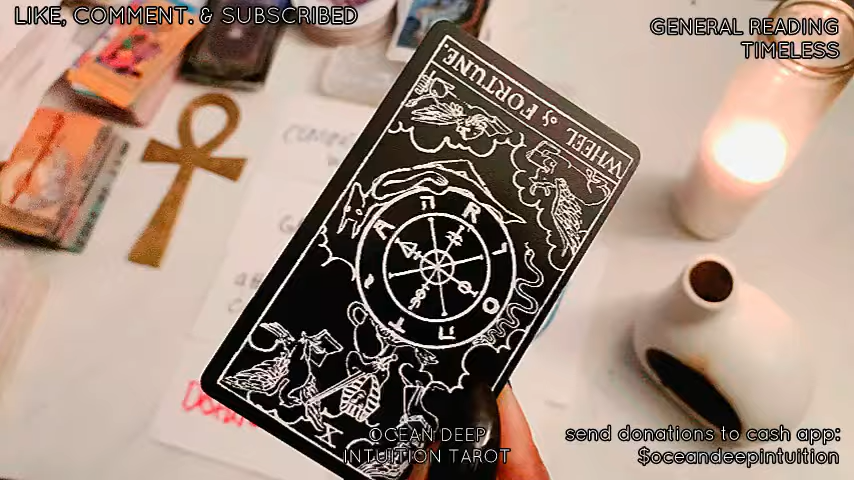 LIKE, COMMENT. & SUBSCRIBED
GENERAL READING
TIMELESS
WHEEL of FORTUNE.
A
R
O
T
X
OCEAN DEEP
INTUITION TAROT
send donations to cash app:
$oceandeepintuition